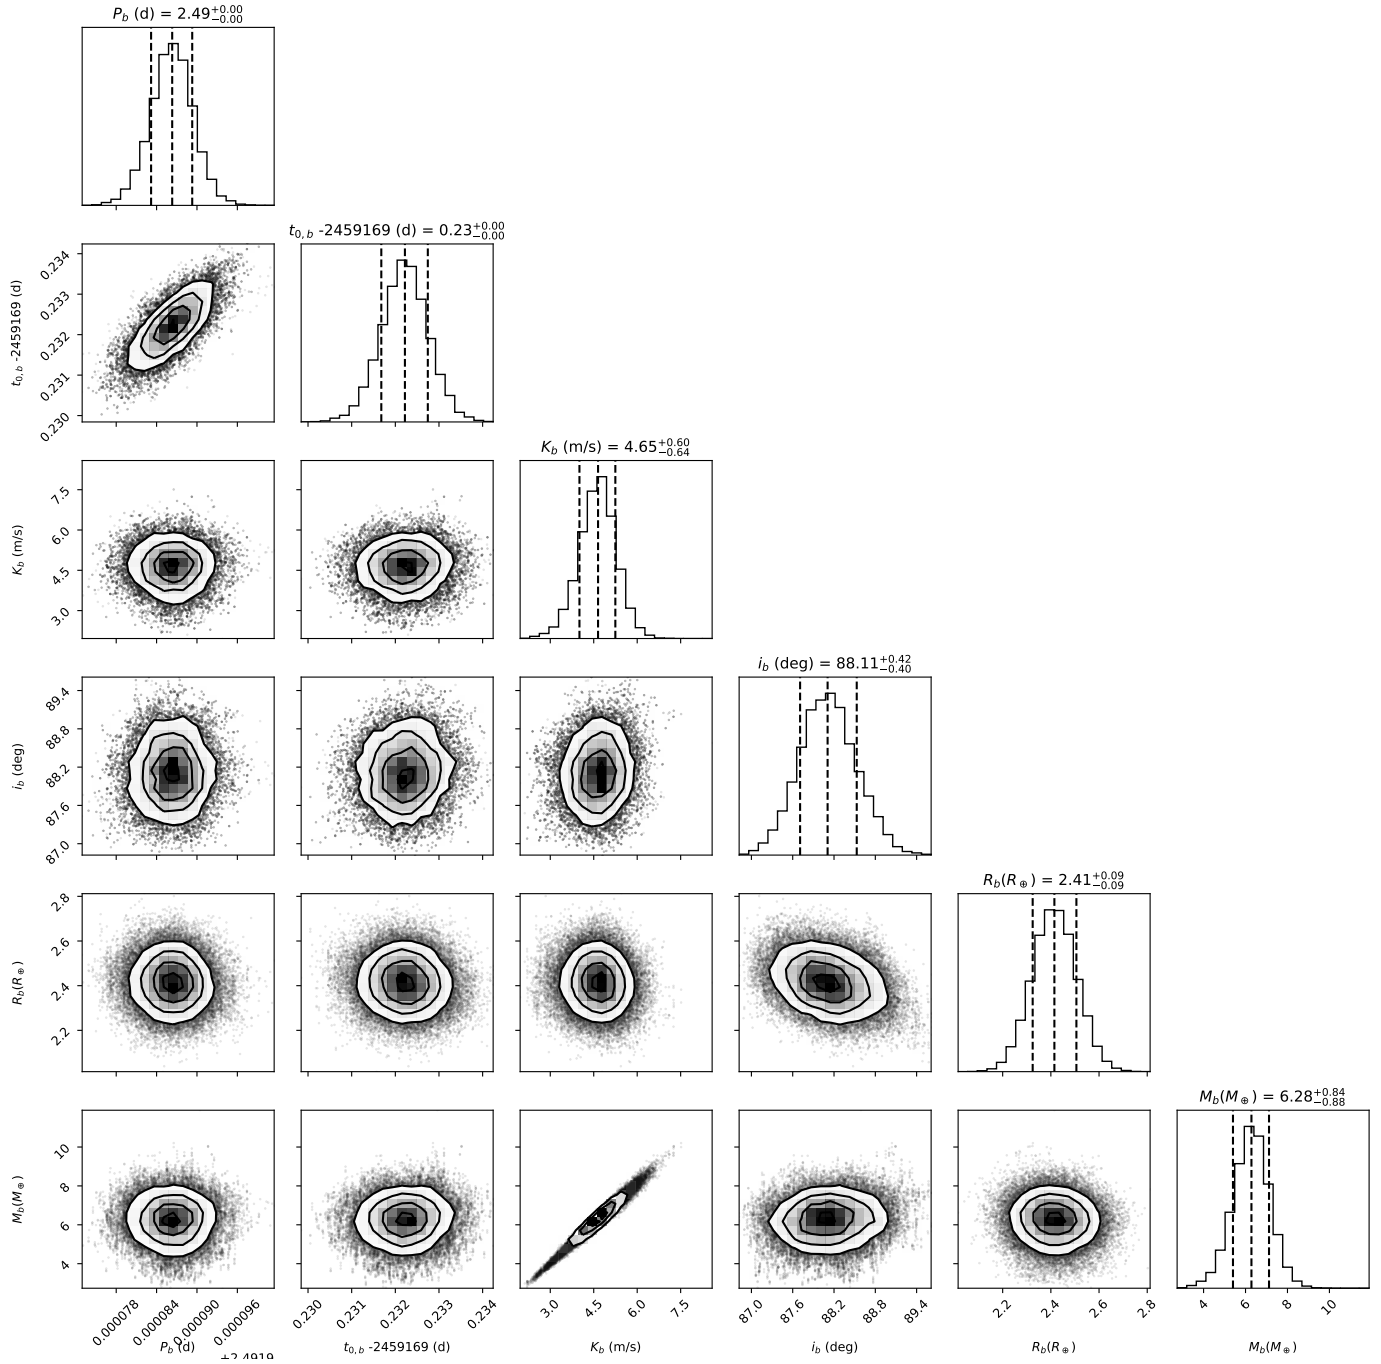 P_b (d) = 2.49^{+0.00}_{-0.00}
t_{0,b} -2459169 (d) = 0.23^{+0.00}_{-0.00}
t_{0,b} -2459169 (d)
0.234
0.233
0.232
0.231
0.230
K_b (m/s) = 4.65^{+0.60}_{-0.64}
K_b (m/s)
7.5
6.0
4.5
3.0
i_b (deg) = 88.11^{+0.42}_{-0.40}
i_b (deg)
89.4
88.8
88.2
87.6
87.0
R_b(R_⊕) = 2.41^{+0.09}_{-0.09}
R_b(R_⊕)
2.8
2.6
2.4
2.2
M_b(M_⊕) = 6.28^{+0.84}_{-0.88}
M_b(M_⊕)
10
8
6
4
0.000078 0.000084 0.000090 0.000096
0.230 0.231 0.232 0.233 0.234
3.0 4.5 6.0 7.5
87.0 87.6 88.2 88.8 89.4
2.2 2.4 2.6 2.8
4 6 8 10
P_b (d) t_{0,b} -2459169 (d) K_b (m/s) i_b (deg) R_b(R_⊕) M_b(M_⊕)
+2.4919